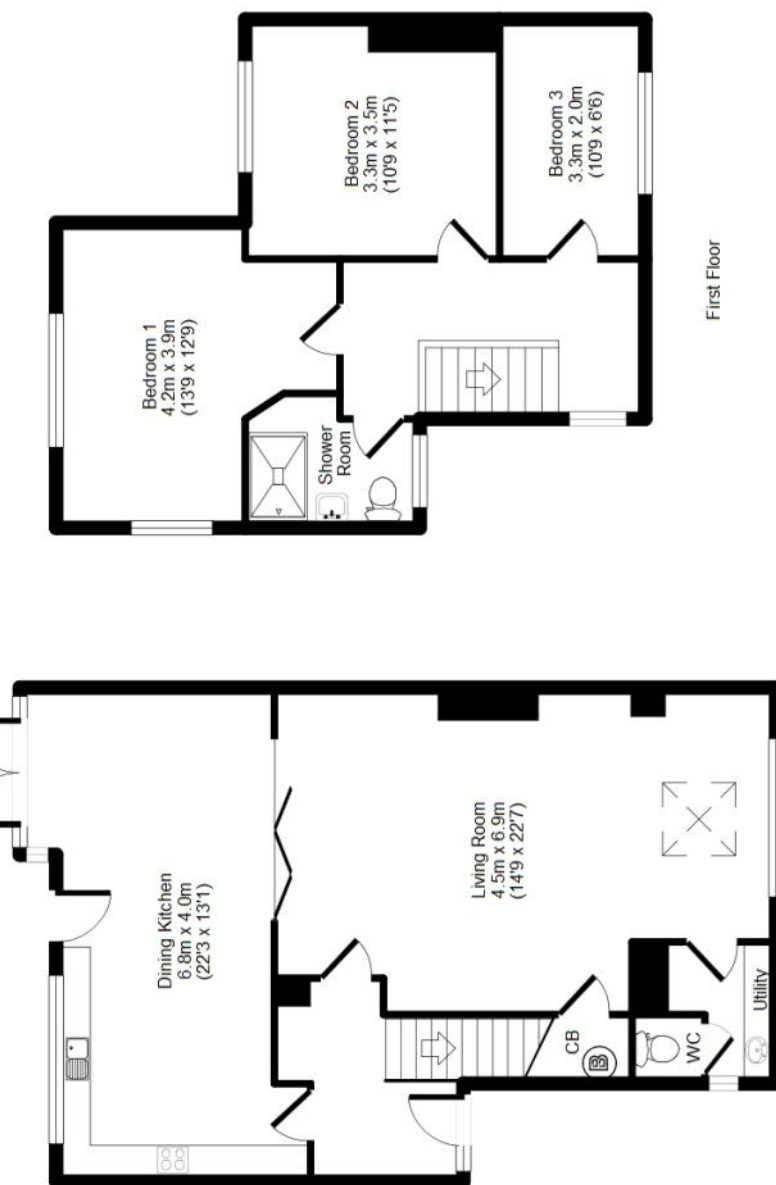 Bedroom 1
4.2m x 3.9m
(13'9 x 12'9)
Bedroom 2
3.3m x 3.5m
(10'9 x 11'5)
Bedroom 3
3.3m x 2.0m
(10'9 x 6'6)
Shower
Room
First Floor
Dining Kitchen
6.8m x 4.0m
(22'3 x 13'1)
Living Room
4.5m x 6.9m
(14'9 x 22'7)
CB
B
WC
Utility